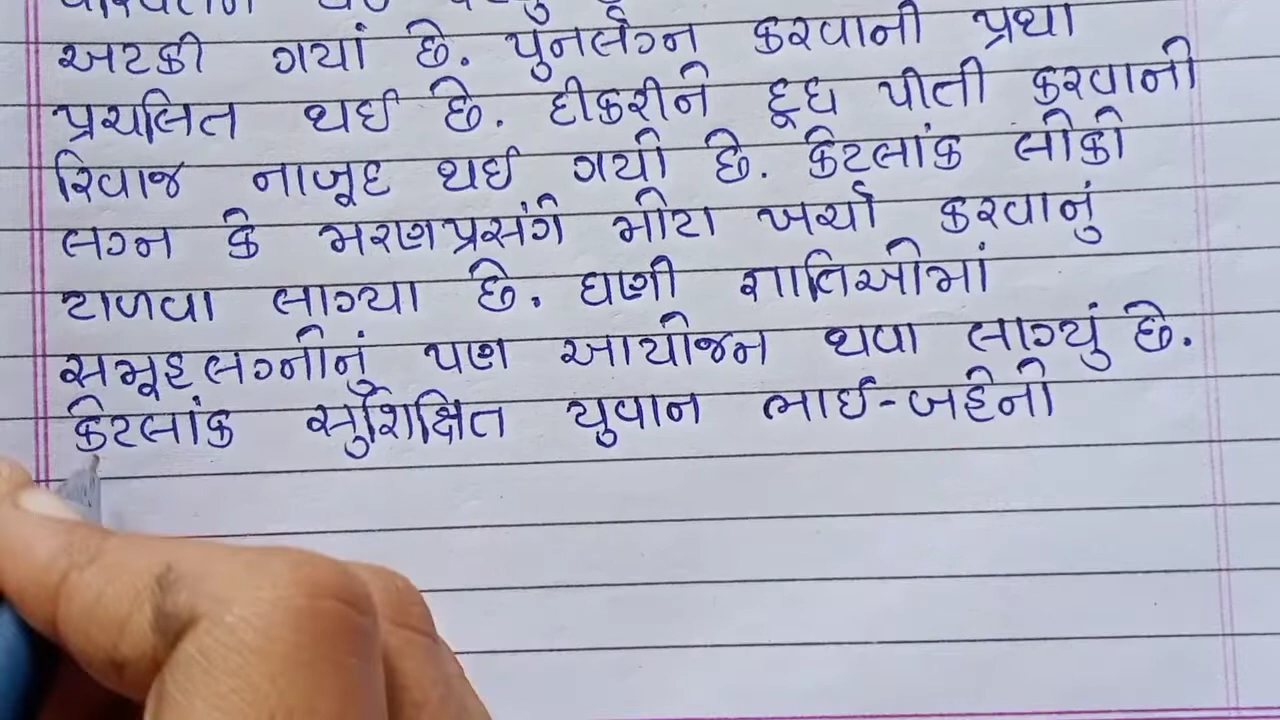 અટકી ગયાં છે. પુનર્લગ્ન કરવાની પ્રથા
પ્રચલિત થઈ છે. દીકરીને દૂધ પીતી કરવાનો
રિવાજ નાબૂદ થઈ ગયો છે. કેટલાંક લોકો
લગ્ન કે મરણપ્રસંગે મોટા ખર્ચા કરવાનું
ટાળવા લાગ્યા છે. ઘણી જ્ઞાતિઓમાં
સમૂહલગ્નોનું પણ આયોજન થવા લાગ્યું છે.
કેટલાંક સુશિક્ષિત યુવાન ભાઈ-બહેનો